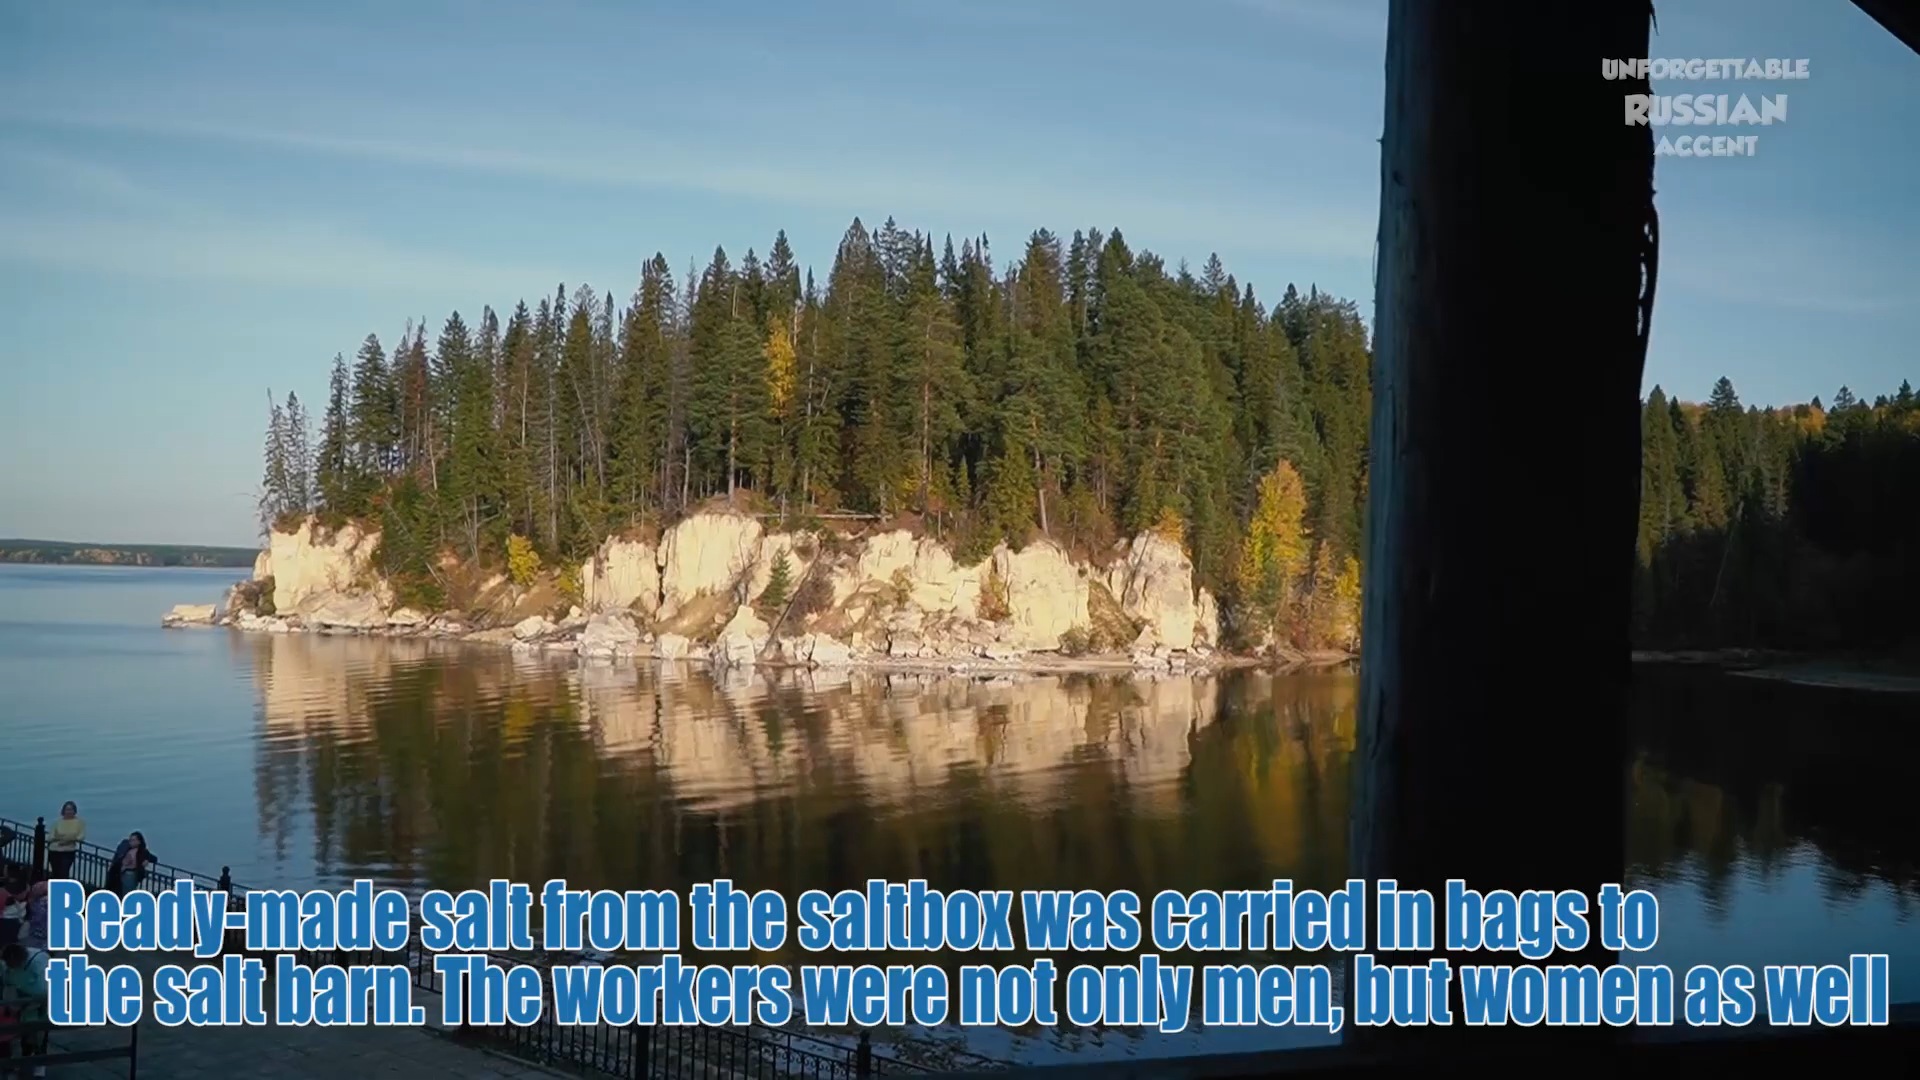 UNFORGETTABLE
RUSSIAN
ACCENT
Ready-made salt from the saltbox was carried in bags to
the salt barn. The workers were not only men, but women as well